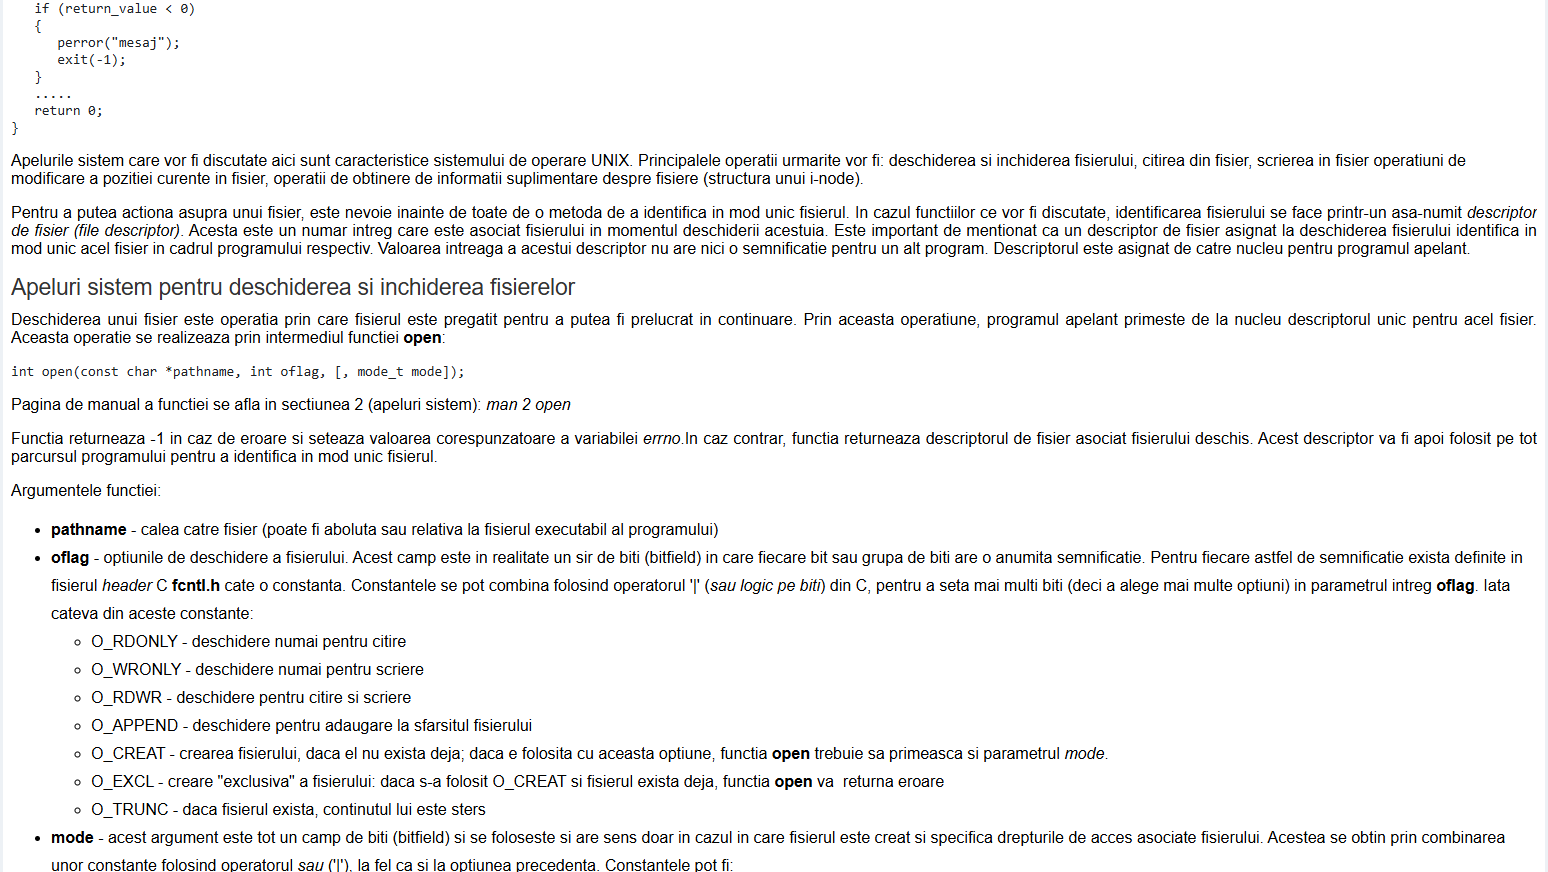 if (return_value < 0)
{
perror("mesaj");
exit(-1);
}
.....
return 0;
}
Apelurile sistem care vor fi discutate aici sunt caracteristice sistemului de operare UNIX. Principalele operatii urmarite vor fi: deschiderea si inchiderea fisierului, citirea din fisier, scrierea in fisier operatiuni de
modificare a pozitiei curente in fisier, operatii de obtinere de informatii suplimentare despre fisiere (structura unui i-node).
Pentru a putea actiona asupra unui fisier, este nevoie inainte de toate de o metoda de a identifica in mod unic fisierul. In cazul functiilor ce vor fi discutate, identificarea fisierului se face printr-un asa-numit descriptor
de fisier (file descriptor). Acesta este un numar intreg care este asociat fisierului in momentul deschiderii acestuia. Este important de mentionat ca un descriptor de fisier asignat la deschiderea fisierului identifica in
mod unic acel fisier in cadrul programului respectiv. Valoarea intreaga a acestui descriptor nu are nici o semnificatie pentru un alt program. Descriptorul este asignat de catre nucleu pentru programul apelant.
Apeluri sistem pentru deschiderea si inchiderea fisierelor
Deschiderea unui fisier este operatia prin care fisierul este pregatit pentru a putea fi prelucrat in continuare. Prin aceasta operatiune, programul apelant primeste de la nucleu descriptorul unic pentru acel fisier.
Aceasta operatie se realizeaza prin intermediul functiei open:
int open(const char *pathname, int oflag, [, mode_t mode]);
Pagina de manual a functiei se afla in sectiunea 2 (apeluri sistem): man 2 open
Functia returneaza -1 in caz de eroare si seteaza valoarea corespunzatoare a variabilei errno.In caz contrar, functia returneaza descriptorul de fisier asociat fisierului deschis. Acest descriptor va fi apoi folosit pe tot
parcursul programului pentru a identifica in mod unic fisierul.
Argumentele functiei:
• pathname - calea catre fisier (poate fi aboluta sau relativa la fisierul executabil al programului)
• oflag - optiunile de deschidere a fisierului. Acest camp este in realitate un sir de biti (bitfield) in care fiecare bit sau grupa de biti are o anumita semnificatie. Pentru fiecare astfel de semnificatie exista definite in
fisierul header C fcntl.h cate o constanta. Constantele se pot combina folosind operatorul '|' (sau logic pe biti) din C, pentru a seta mai multi biti (deci a alege mai multe optiuni) in parametrul intreg oflag. Iata
cateva din aceste constante:
◦ O_RDONLY - deschidere numai pentru citire
◦ O_WRONLY - deschidere numai pentru scriere
◦ O_RDWR - deschidere pentru citire si scriere
◦ O_APPEND - deschidere pentru adaugare la sfarsitul fisierului
◦ O_CREAT - crearea fisierului, daca el nu exista deja; daca e folosita cu aceasta optiune, functia open trebuie sa primeasca si parametrul mode.
◦ O_EXCL - creare "exclusiva" a fisierului: daca s-a folosit O_CREAT si fisierul exista deja, functia open va returna eroare
◦ O_TRUNC - daca fisierul exista, continutul lui este sters
• mode - acest argument este tot un camp de biti (bitfield) si se foloseste si are sens doar in cazul in care fisierul este creat si specifica drepturile de acces asociate fisierului. Acestea se obtin prin combinarea
unor constante folosind operatorul sau ('|'), la fel ca si la optiunea precedenta. Constantele pot fi: